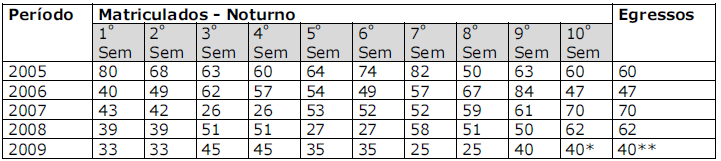 Período Matriculados - Noturno Egressos
1° Sem 2° Sem 3° Sem 4° Sem 5° Sem 6° Sem 7° Sem 8° Sem 9° Sem 10° Sem
2005 80 68 63 60 64 74 82 50 63 60 60
2006 40 49 62 57 54 49 57 67 84 47 47
2007 43 42 26 26 53 52 52 59 61 70 70
2008 39 39 51 51 27 27 58 51 50 62 62
2009 33 33 45 45 35 35 25 25 40 40* 40**